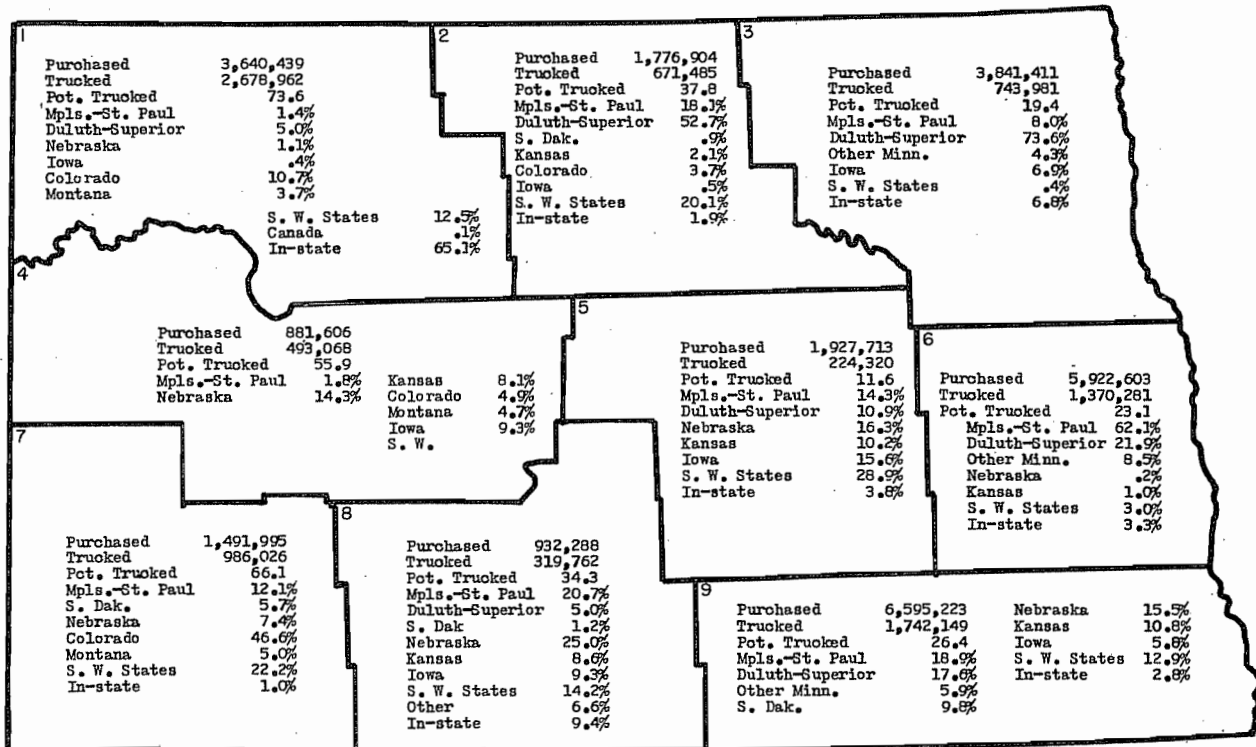 1
Purchased 3,640,439
Trucked 2,678,962
Pct. Trucked 73.6
Mpls.-St. Paul 1.4%
Duluth-Superior 5.0%
Nebraska 1.1%
Iowa .4%
Colorado 10.7%
Montana 3.7%
S. W. States 12.5%
Canada .1%
In-state 65.1%
2
Purchased 1,776,904
Trucked 671,485
Pct. Trucked 37.8
Mpls.-St. Paul 18.1%
Duluth-Superior 52.7%
S. Dak. .9%
Kansas 2.1%
Colorado 3.7%
Iowa .5%
S. W. States 20.1%
In-state 1.9%
3
Purchased 3,841,411
Trucked 743,981
Pct. Trucked 19.4
Mpls.-St. Paul 8.0%
Duluth-Superior 73.6%
Other Minn. 4.3%
Iowa 6.9%
S. W. States .4%
In-state 6.8%
4
Purchased 881,606
Trucked 493,068
Pct. Trucked 55.9
Mpls.-St. Paul 1.8%
Nebraska 14.3%
Kansas 8.1%
Colorado 4.9%
Montana 4.7%
Iowa 9.3%
S. W.
5
Purchased 1,927,713
Trucked 224,320
Pct. Trucked 11.6
Mpls.-St. Paul 14.3%
Duluth-Superior 10.9%
Nebraska 16.3%
Kansas 10.2%
Iowa 15.6%
S. W. States 28.9%
In-state 3.8%
6
Purchased 5,922,603
Trucked 1,370,281
Pct. Trucked 23.1
Mpls.-St. Paul 62.1%
Duluth-Superior 21.9%
Other Minn. 8.5%
Nebraska .2%
Kansas 1.0%
S. W. States 3.0%
In-state 3.3%
7
Purchased 1,491,995
Trucked 986,026
Pct. Trucked 66.1
Mpls.-St. Paul 12.1%
S. Dak. 5.7%
Nebraska 7.4%
Colorado 46.6%
Montana 5.0%
S. W. States 22.2%
In-state 1.0%
8
Purchased 932,288
Trucked 319,762
Pct. Trucked 34.3
Mpls.-St. Paul 20.7%
Duluth-Superior 5.0%
S. Dak 1.2%
Nebraska 25.0%
Kansas 8.6%
Iowa 9.3%
S. W. States 14.2%
Other 6.6%
In-state 9.4%
9
Purchased 6,595,223
Trucked 1,742,149
Pct. Trucked 26.4
Mpls.-St. Paul 18.9%
Duluth-Superior 17.6%
Other Minn. 5.9%
S. Dak. 9.8%
Nebraska 15.5%
Kansas 10.8%
Iowa 5.8%
S. W. States 12.9%
In-state 2.8%